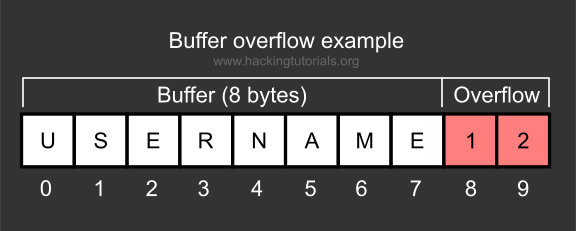 Buffer overflow example
www.hackingtutorials.org
Buffer (8 bytes) Overflow
U S E R N A M E 1 2
0 1 2 3 4 5 6 7 8 9